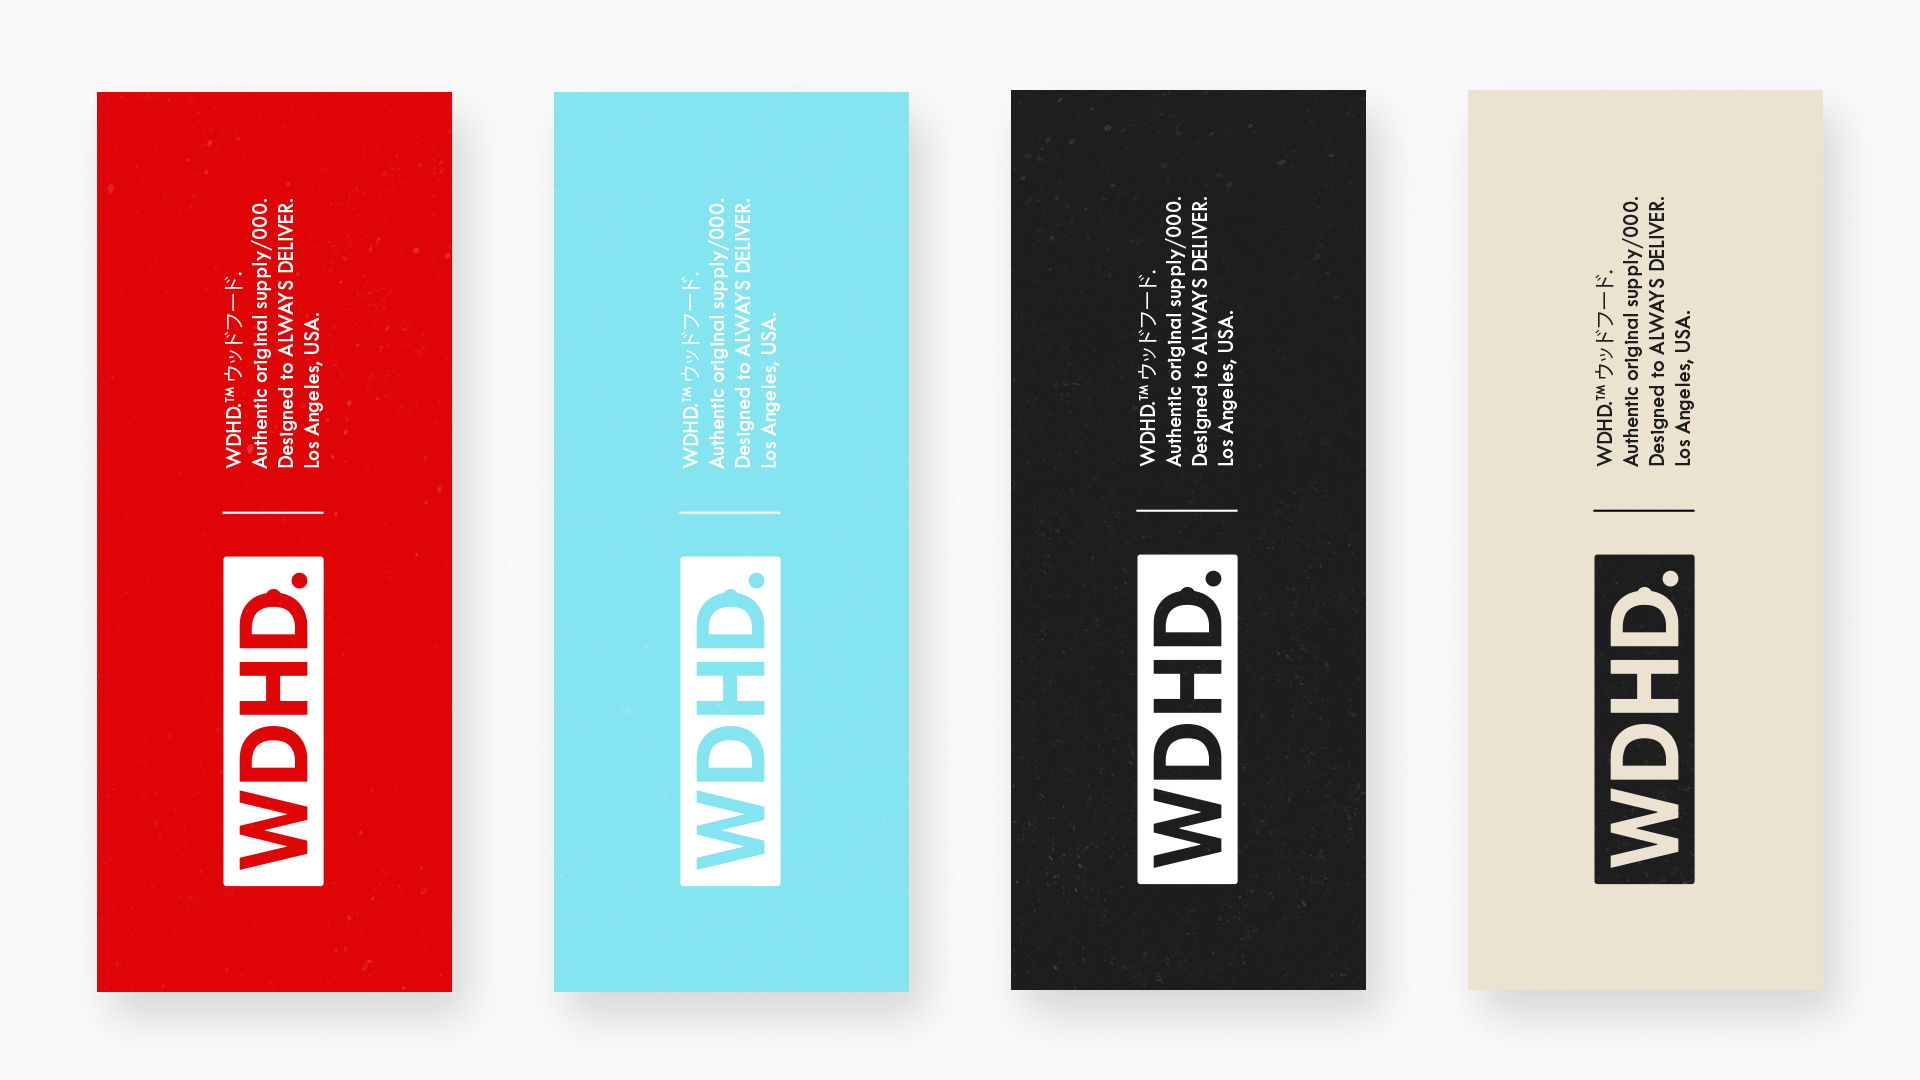 WDHD.™ ウッドフード.
Authentic original supply/000.
Designed to ALWAYS DELIVER.
Los Angeles, USA.
WDHD.
WDHD.™ ウッドフード.
Authentic original supply/000.
Designed to ALWAYS DELIVER.
Los Angeles, USA.
WDHD.
WDHD.™ ウッドフード.
Authentic original supply/000.
Designed to ALWAYS DELIVER.
Los Angeles, USA.
WDHD.
WDHD.™ ウッドフード.
Authentic original supply/000.
Designed to ALWAYS DELIVER.
Los Angeles, USA.
WDHD.